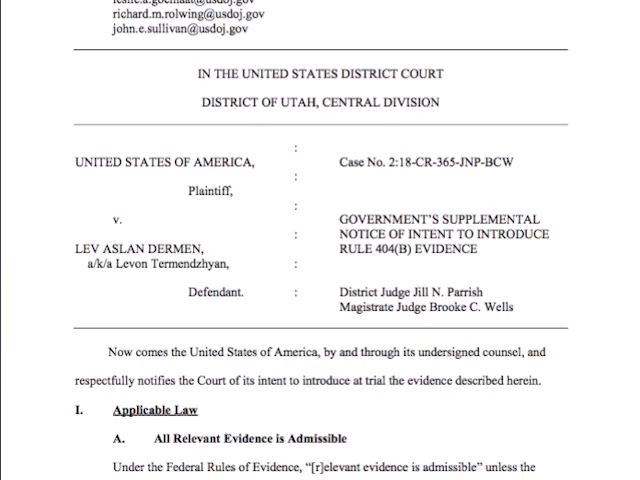 richard.m.rolwing@usdoj.gov
john.e.sullivan@usdoj.gov
IN THE UNITED STATES DISTRICT COURT
DISTRICT OF UTAH, CENTRAL DIVISION
UNITED STATES OF AMERICA,
Plaintiff,
v.
LEV ASLAN DERMEN,
a/k/a Levon Termendzhyan,
Defendant.
:
:
:
:
:
:
Case No. 2:18-CR-365-JNP-BCW
GOVERNMENT'S SUPPLEMENTAL
NOTICE OF INTENT TO INTRODUCE
RULE 404(B) EVIDENCE
District Judge Jill N. Parrish
Magistrate Judge Brooke C. Wells
Now comes the United States of America, by and through its undersigned counsel, and
respectfully notifies the Court of its intent to introduce at trial the evidence described herein.
I. Applicable Law
A. All Relevant Evidence is Admissible
Under the Federal Rules of Evidence, "[r]elevant evidence is admissible" unless the